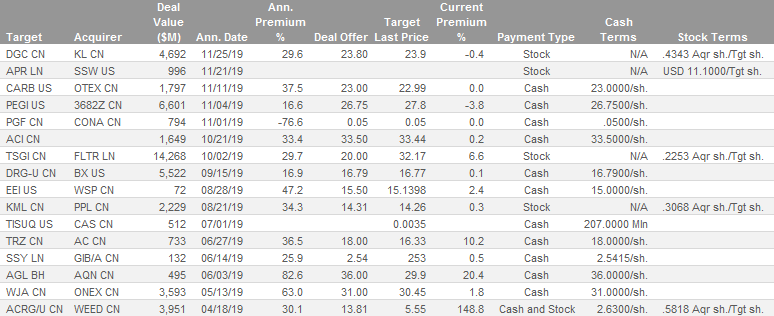 Target Acquirer Deal Value ($M) Ann. Date Ann. Premium % Deal Offer Target Last Price Current Premium % Payment Type Cash Terms Stock Terms
DGC CN KL CN 4,692 11/25/19 29.6 23.80 23.9 -0.4 Stock N/A .4343 Aqr sh./Tgt sh.
APR LN SSW US 996 11/21/19 Stock N/A USD 11.1000/Tgt sh.
CARB US OTEX CN 1,797 11/11/19 37.5 23.00 22.99 0.0 Cash 23.0000/sh.
PEGI US 3682Z CN 6,601 11/04/19 16.6 26.75 27.8 -3.8 Cash 26.7500/sh.
PGF CN CONA CN 794 11/01/19 -76.6 0.05 0.05 0.0 Cash .0500/sh.
ACI CN 1,649 10/21/19 33.4 33.50 33.44 0.2 Cash 33.5000/sh.
TSGI CN FLTR LN 14,268 10/02/19 29.7 20.00 32.17 6.6 Stock N/A .2253 Aqr sh./Tgt sh.
DRG-U CN BX US 5,522 09/15/19 16.9 16.79 16.77 0.1 Cash 16.7900/sh.
EEI US WSP CN 72 08/28/19 47.2 15.50 15.1398 2.4 Cash 15.0000/sh.
KML CN PPL CN 2,229 08/21/19 34.3 14.31 14.26 0.3 Stock N/A .3068 Aqr sh./Tgt sh.
TISUQ US CAS CN 512 07/01/19 0.0035 Cash 207.0000 Mln
TRZ CN AC CN 733 06/27/19 36.5 18.00 16.33 10.2 Cash 18.0000/sh.
SSY LN GIB/A CN 132 06/14/19 25.9 2.54 253 0.5 Cash 2.5415/sh.
AGL BH AQN CN 495 06/03/19 82.6 36.00 29.9 20.4 Cash 36.0000/sh.
WJA CN ONEX CN 3,593 05/13/19 63.0 31.00 30.45 1.8 Cash 31.0000/sh.
ACRG/U CN WEED CN 3,951 04/18/19 30.1 13.81 5.55 148.8 Cash and Stock 2.6300/sh. .5818 Aqr sh./Tgt sh.